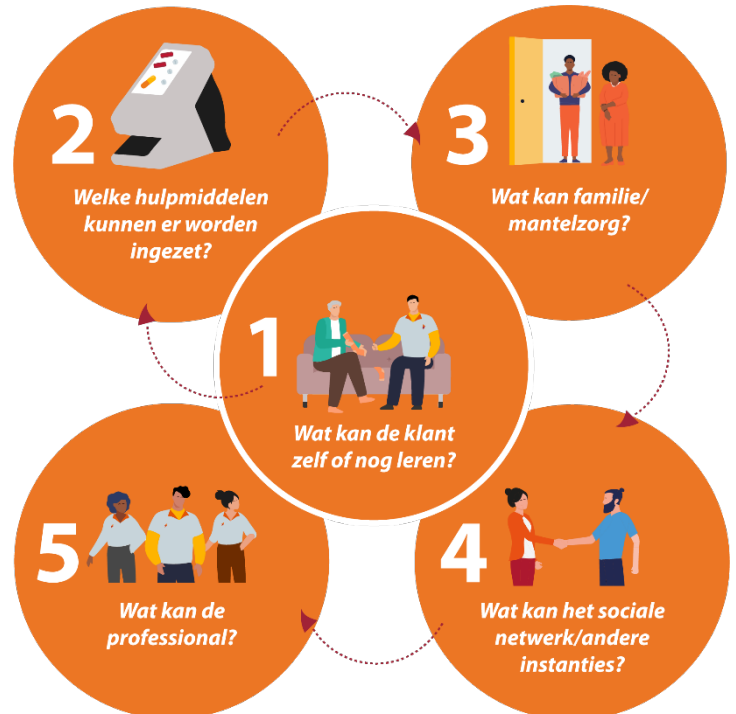 1
Wat kan de klant
zelf of nog leren?
2
Welke hulpmiddelen
kunnen er worden
ingezet?
3
Wat kan familie/
mantelzorg?
4
Wat kan het sociale
netwerk/andere
instanties?
5
Wat kan de
professional?